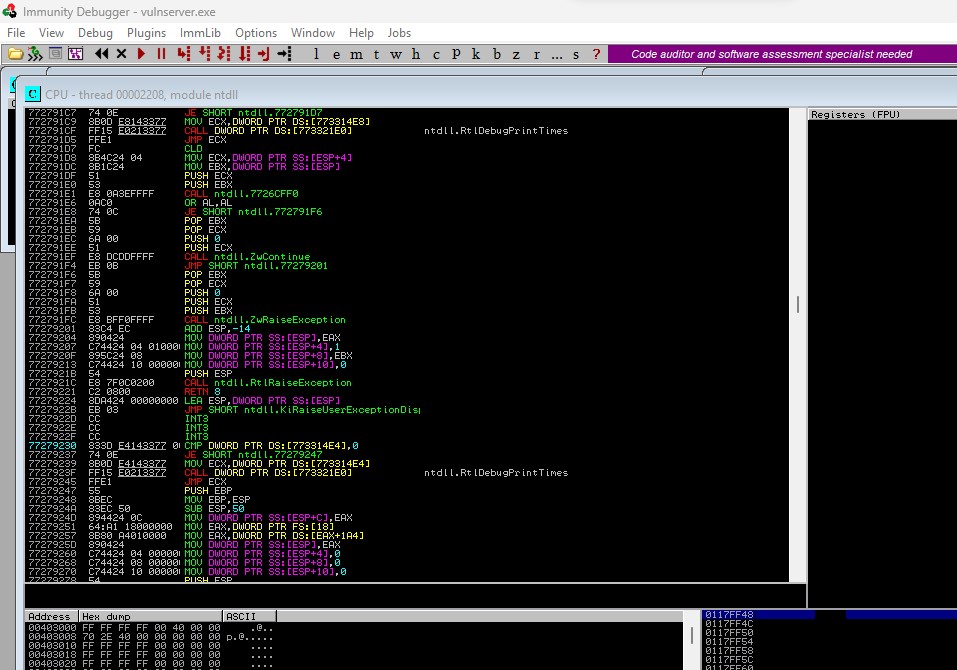 Immunity Debugger - vulnserver.exe
File View Debug Plugins ImmLib Options Window Help Jobs
l e m t w h c P k b z r ... s ? Code auditor and software assessment specialist needed
C CPU - thread 00002208, module ntdll
Registers (FPU)
772791C7 74 0E JE SHORT ntdll.772791D7
772791C9 8B0D E8143377 MOV ECX,DWORD PTR DS:[773314E8]
772791CF FF15 E0213377 CALL DWORD PTR DS:[773321E0] ntdll.RtlDebugPrintTimes
772791D5 FFE1 JMP ECX
772791D7 FC CLD
772791D8 8B4C24 04 MOV ECX,DWORD PTR SS:[ESP+4]
772791DC 8B1C24 MOV EBX,DWORD PTR SS:[ESP]
772791DF 51 PUSH ECX
772791E0 53 PUSH EBX
772791E1 E8 0A3EFFFF CALL ntdll.7726CFF0
772791E6 0AC0 OR AL,AL
772791E8 74 0C JE SHORT ntdll.772791F6
772791EA 5B POP EBX
772791EB 59 POP ECX
772791EC 6A 00 PUSH 0
772791EE 51 PUSH ECX
772791EF E8 DCDDFFFF CALL ntdll.ZwContinue
772791F4 EB 0B JMP SHORT ntdll.77279201
772791F6 5B POP EBX
772791F7 59 POP ECX
772791F8 6A 00 PUSH 0
772791FA 51 PUSH ECX
772791FB 53 PUSH EBX
772791FC E8 BFF0FFFF CALL ntdll.ZwRaiseException
77279201 83C4 EC ADD ESP,-14
77279204 890424 MOV DWORD PTR SS:[ESP],EAX
77279207 C74424 04 01000 MOV DWORD PTR SS:[ESP+4],1
7727920F 895C24 08 MOV DWORD PTR SS:[ESP+8],EBX
77279213 C74424 10 00000 MOV DWORD PTR SS:[ESP+10],0
7727921B 54 PUSH ESP
7727921C E8 7F0C0200 CALL ntdll.RtlRaiseException
77279221 C2 0800 RETN 8
77279224 8DA424 00000000 LEA ESP,DWORD PTR SS:[ESP]
7727922B EB 03 JMP SHORT ntdll.KiRaiseUserExceptionDisp
7727922D CC INT3
7727922E CC INT3
7727922F CC INT3
77279230 833D E4143377 0 CMP DWORD PTR DS:[773314E4],0
77279237 74 0E JE SHORT ntdll.77279247
77279239 8B0D E4143377 MOV ECX,DWORD PTR DS:[773314E4]
7727923F FF15 E0213377 CALL DWORD PTR DS:[773321E0] ntdll.RtlDebugPrintTimes
77279245 FFE1 JMP ECX
77279247 55 PUSH EBP
77279248 8BEC MOV EBP,ESP
7727924A 83EC 50 SUB ESP,50
7727924D 894424 0C MOV DWORD PTR SS:[ESP+C],EAX
77279251 64:A1 18000000 MOV EAX,DWORD PTR FS:[18]
77279257 8B80 A4010000 MOV EAX,DWORD PTR DS:[EAX+1A4]
7727925D 890424 MOV DWORD PTR SS:[ESP],EAX
77279260 C74424 04 00000 MOV DWORD PTR SS:[ESP+4],0
77279268 C74424 08 00000 MOV DWORD PTR SS:[ESP+8],0
77279270 C74424 10 00000 MOV DWORD PTR SS:[ESP+10],0
77279278 54 PUSH ESP
Address Hex dump ASCII
00403000 FF FF FF FF 00 40 00 00 .@..
00403008 70 2E 40 00 00 00 00 00 p.@.....
00403010 FF FF FF FF 00 00 00 00 ....
00403018 FF FF FF FF 00 00 00 00 ....
00403020 FF FF FF FF 00 00 00 00 ....
0117FF48
0117FF4C
0117FF50
0117FF54
0117FF58
0117FF5C
0117FF60